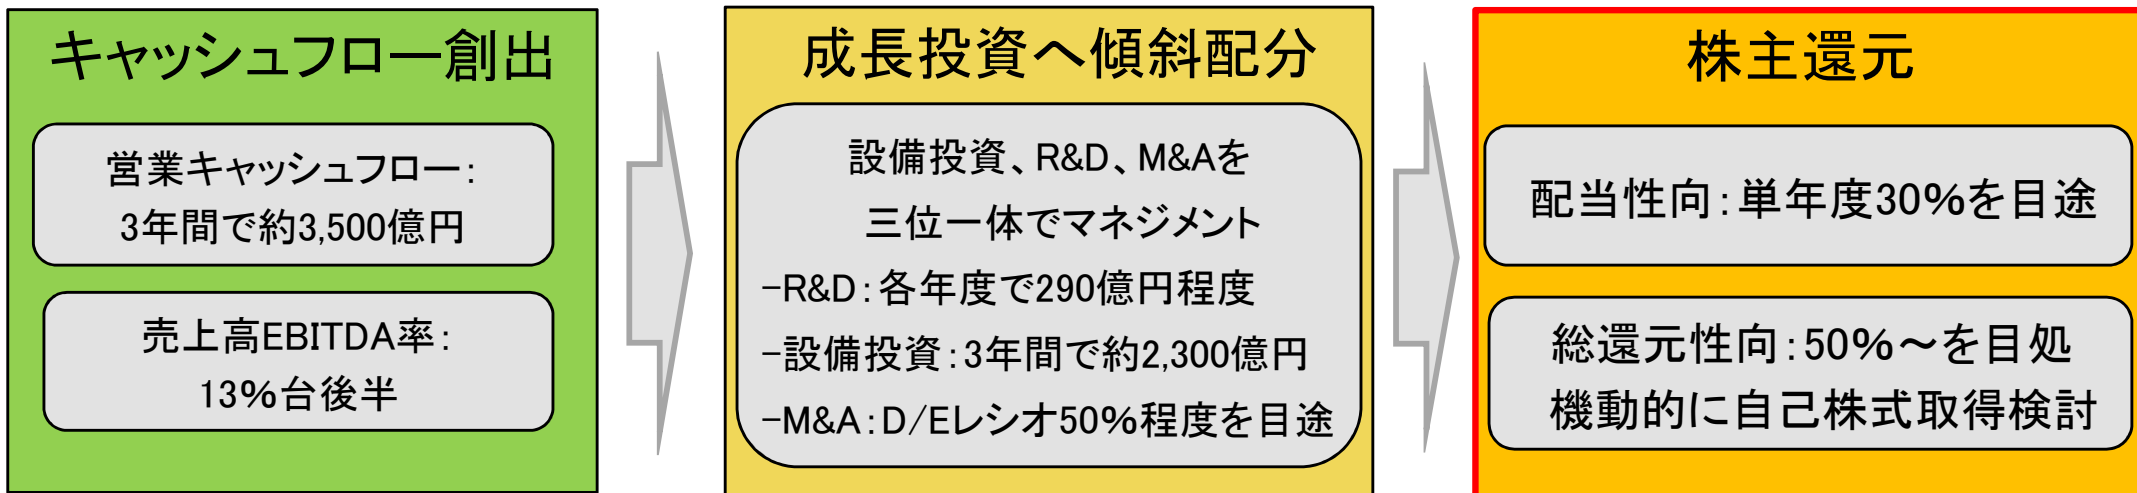 キャッシュフロー創出
営業キャッシュフロー：
3年間で約3,500億円
売上高EBITDA率：
13%台後半
成長投資へ傾斜配分
設備投資、R&D、M&Aを
三位一体でマネジメント
−R&D：各年度で290億円程度
−設備投資：3年間で約2,300億円
−M&A：D/Eレシオ50%程度を目途
株主還元
配当性向：単年度30%を目途
総還元性向：50%～を目処
機動的に自己株式取得検討